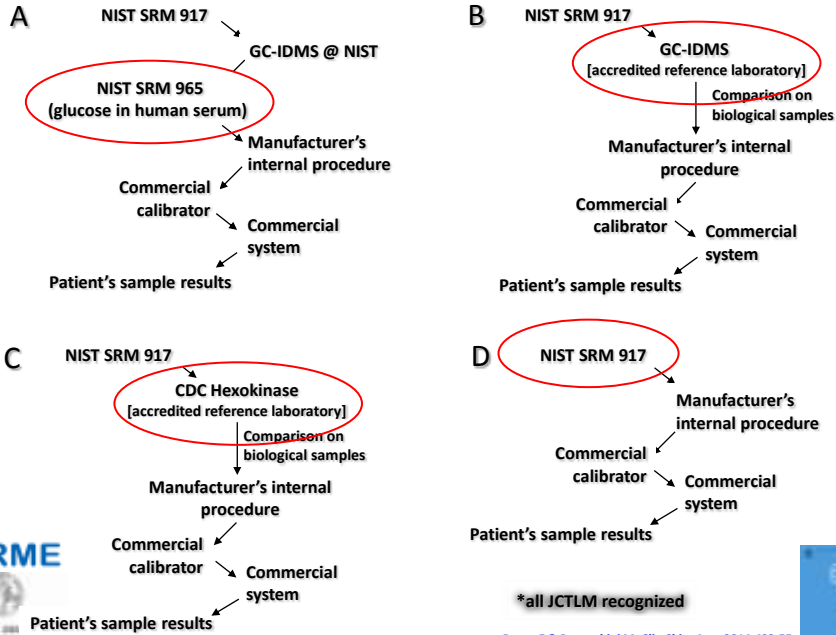 A
NIST SRM 917
GC-IDMS @ NIST
NIST SRM 965
(glucose in human serum)
Manufacturer's
internal procedure
Commercial
calibrator
Commercial
system
Patient's sample results
B
NIST SRM 917
GC-IDMS
[accredited reference laboratory]
Comparison on
biological samples
Manufacturer's internal
procedure
Commercial
calibrator
Commercial
system
Patient's sample results
C
NIST SRM 917
CDC Hexokinase
[accredited reference laboratory]
Comparison on
biological samples
Manufacturer's internal
procedure
Commercial
calibrator
Commercial
system
Patient's sample results
D
NIST SRM 917
Manufacturer's
internal procedure
Commercial
calibrator
Commercial
system
Patient's sample results
*all JCTLM recognized
RME